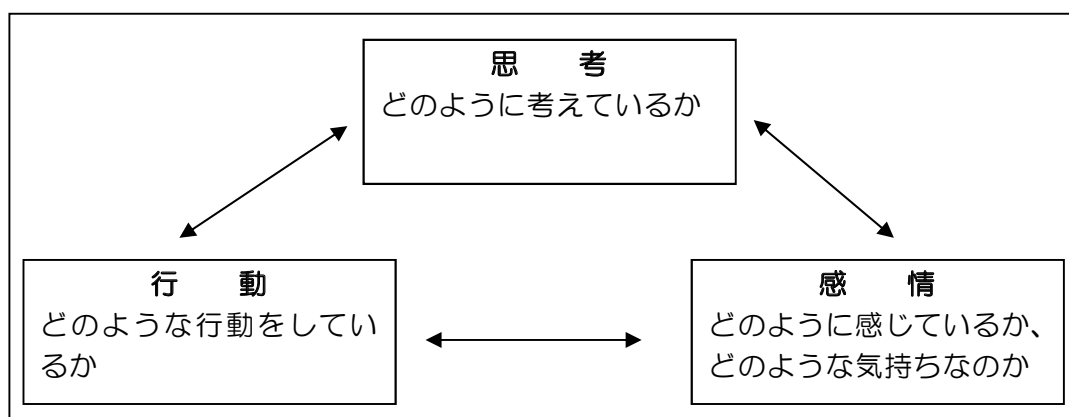 思　考
どのように考えているか
行　動
どのような行動をしてい
るか
感　情
どのように感じているか、
どのような気持ちなのか